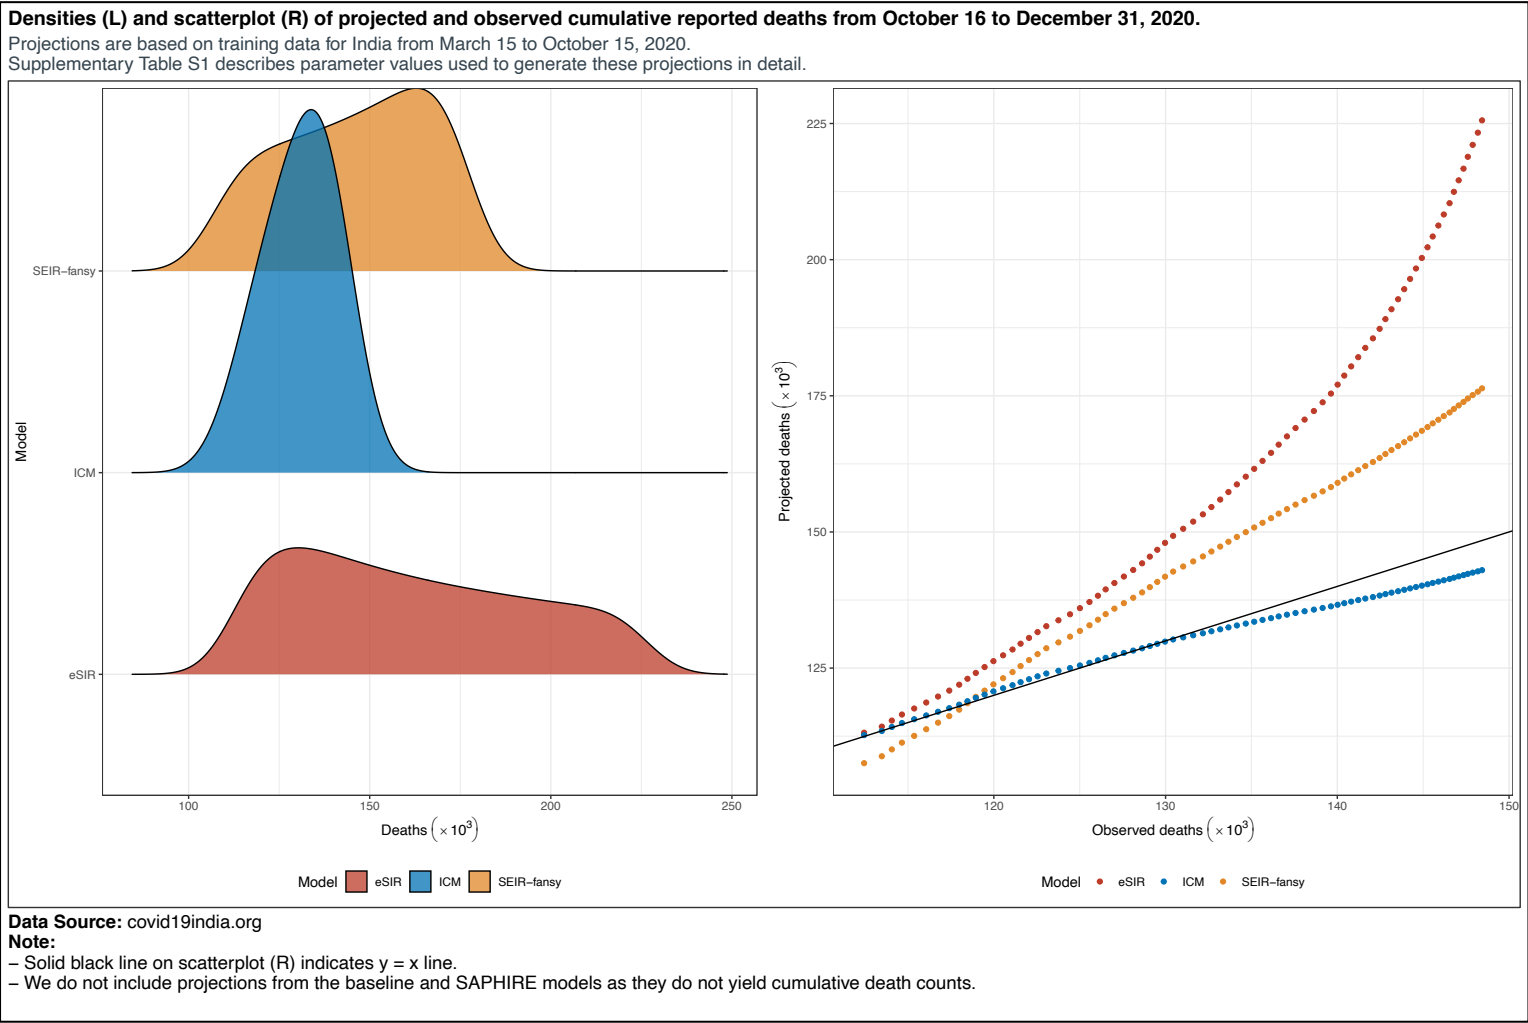 Densities (L) and scatterplot (R) of projected and observed cumulative reported deaths from October 16 to December 31, 2020.
Projections are based on training data for India from March 15 to October 15, 2020.
Supplementary Table S1 describes parameter values used to generate these projections in detail.
Model
SEIR−fansy
ICM
eSIR
100
150
200
250
Deaths (× 10³)
Model
eSIR
ICM
SEIR−fansy
Projected deaths (× 10³)
225
200
175
150
125
120
130
140
150
Observed deaths (× 10³)
Model
eSIR
ICM
SEIR−fansy
Data Source: covid19india.org
Note:
− Solid black line on scatterplot (R) indicates y = x line.
− We do not include projections from the baseline and SAPHIRE models as they do not yield cumulative death counts.